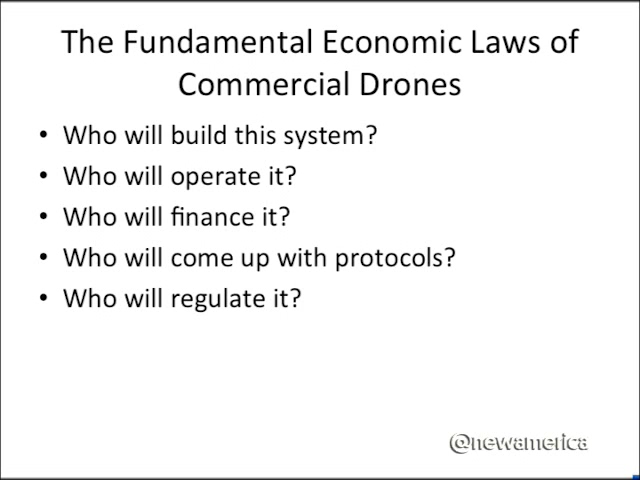 The Fundamental Economic Laws of
Commercial Drones
• Who will build this system?
• Who will operate it?
• Who will finance it?
• Who will come up with protocols?
• Who will regulate it?
@newamerica